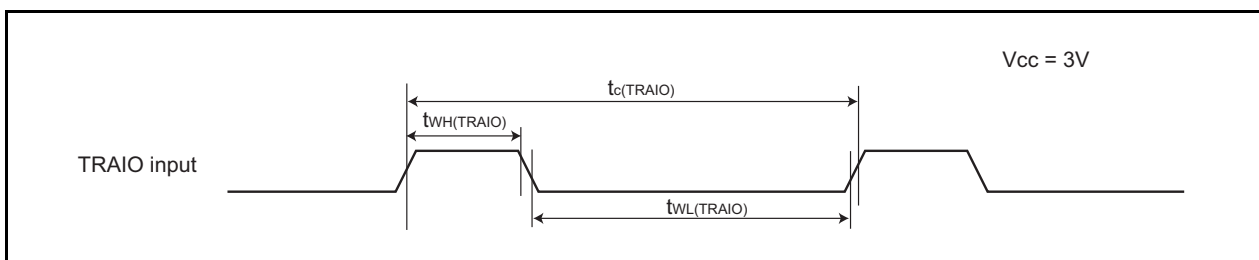 Vcc = 3V
tc(TRAIO)
tWH(TRAIO)
TRAIO input
tWL(TRAIO)